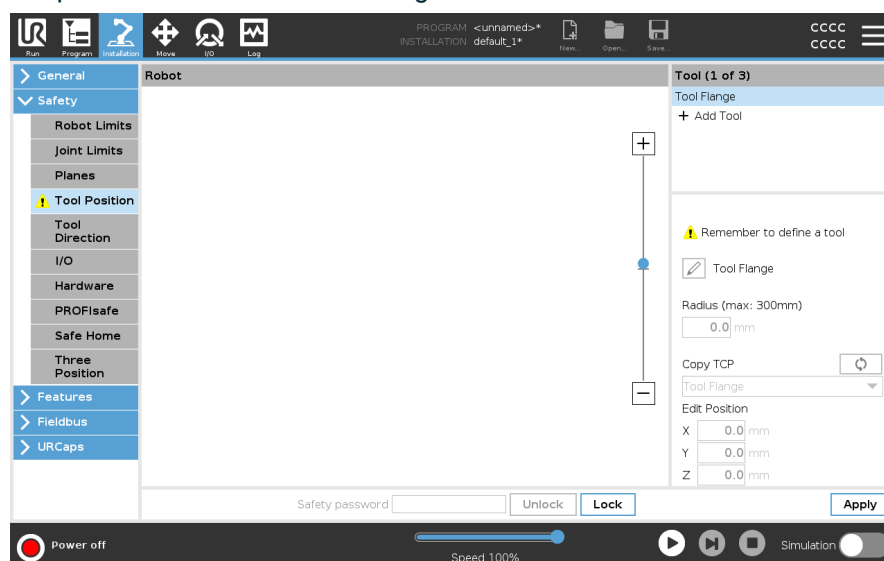 PROGRAM <unnamed>*
INSTALLATION default_1*
CCCC
CCCC
Run Program Installation Move I/O Log New... Open... Save...
General
Safety
Robot Limits
Joint Limits
Planes
Tool Position
Tool
Direction
I/O
Hardware
PROFIsafe
Safe Home
Three
Position
Features
Fieldbus
URCaps
Robot
Safety password Unlock Lock
Tool (1 of 3)
Tool Flange
+ Add Tool
Remember to define a tool
Tool Flange
Radius (max: 300mm)
0.0 mm
Copy TCP
Tool Flange
Edit Position
X 0.0 mm
Y 0.0 mm
Z 0.0 mm
Apply
Power off
Speed 100%
Simulation